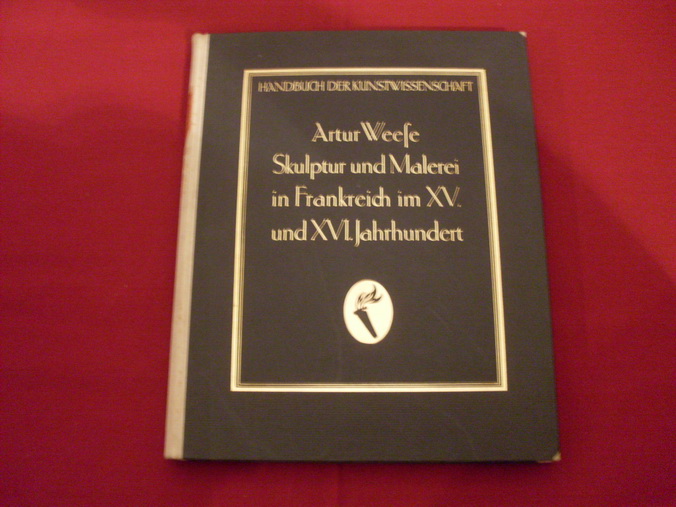 HANDBUCH DER KUNSTWISSENSCHAFT
Artur Weeſe
Skulptur und Malerei
in Frankreich im XV.
und XVI. Jahrhundert